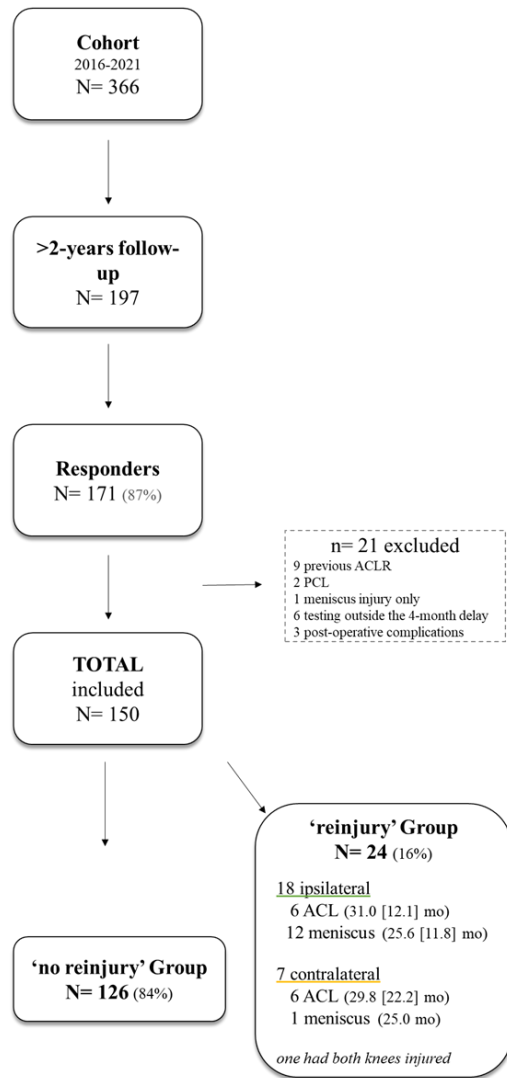 Cohort
2016-2021
N= 366
>2-years follow-
up
N= 197
Responders
N= 171 (87%)
n= 21 excluded
9 previous ACLR
2 PCL
1 meniscus injury only
6 testing outside the 4-month delay
3 post-operative complications
TOTAL
included
N= 150
‘reinjury’ Group
N= 24 (16%)
18 ipsilateral
6 ACL (31.0 [12.1] mo)
12 meniscus (25.6 [11.8] mo)
7 contralateral
6 ACL (29.8 [22.2] mo)
1 meniscus (25.0 mo)
one had both knees injured
‘no reinjury’ Group
N= 126 (84%)